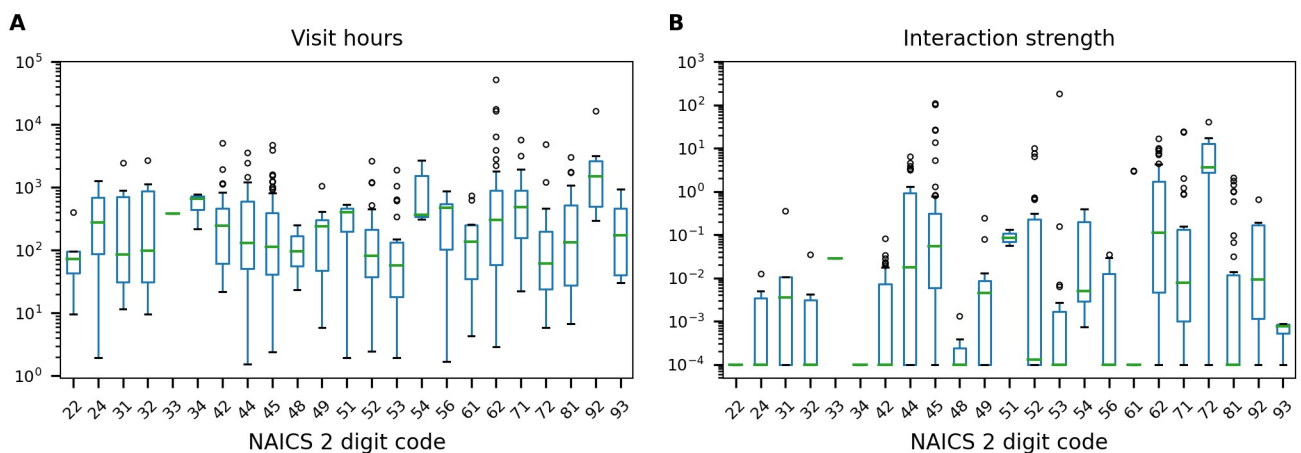 A
Visit hours
10^5
10^4
10^3
10^2
10^1
10^0
22 24 31 32 33 34 42 44 45 48 49 51 52 53 54 56 61 62 71 72 81 92 93
NAICS 2 digit code
B
Interaction strength
10^3
10^2
10^1
10^0
10^−1
10^−2
10^−3
10^−4
22 24 31 32 33 34 42 44 45 48 49 51 52 53 54 56 61 62 71 72 81 92 93
NAICS 2 digit code